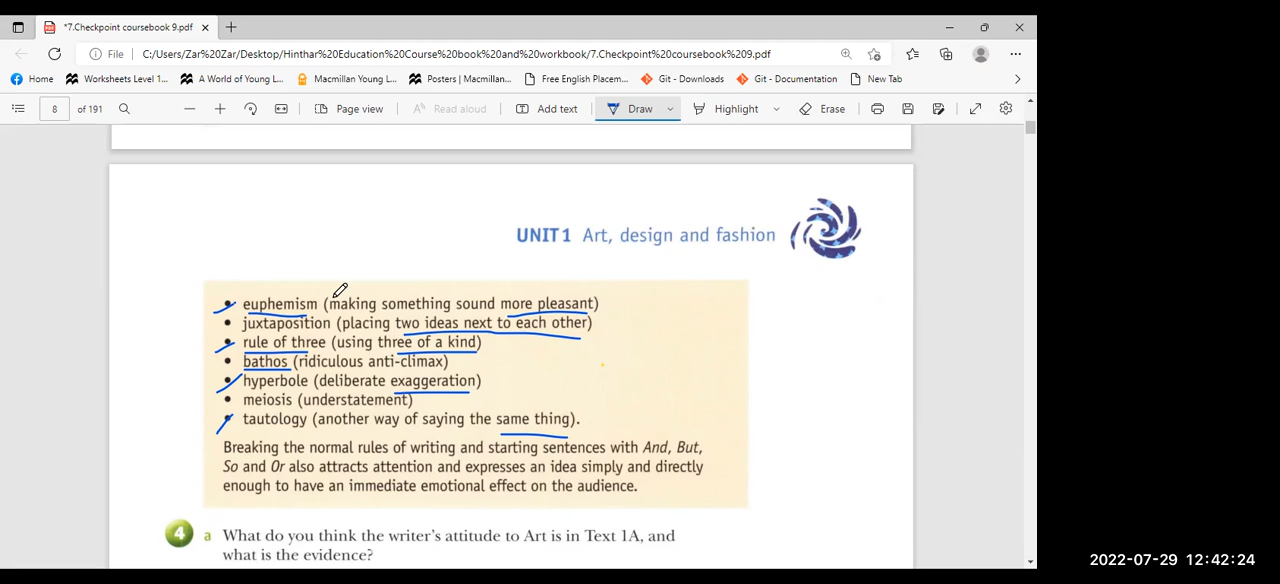 *7.Checkpoint coursebook 9.pdf
File C:/Users/Zar%20Zar/Desktop/Hinthar%20Education%20Course%20book%20and%20workbook/7.Checkpoint%20coursebook%209.pdf
Home Worksheets Level 1... A World of Young L... Macmillan Young L... Posters | Macmillan... Free English Placem... Git - Downloads Git - Documentation New Tab
8 of 191 Page view Read aloud Add text Draw Highlight Erase
UNIT 1 Art, design and fashion
• euphemism (making something sound more pleasant)
• juxtaposition (placing two ideas next to each other)
• rule of three (using three of a kind)
• bathos (ridiculous anti-climax)
• hyperbole (deliberate exaggeration)
• meiosis (understatement)
• tautology (another way of saying the same thing).
Breaking the normal rules of writing and starting sentences with And, But,
So and Or also attracts attention and expresses an idea simply and directly
enough to have an immediate emotional effect on the audience.
4 a What do you think the writer's attitude to Art is in Text 1A, and
what is the evidence?
2022-07-29 12:42:24